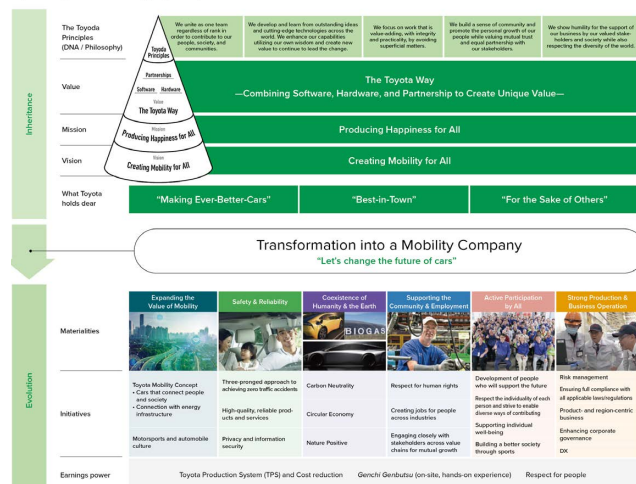 Inheritance
The Toyoda
Principles
(DNA / Philosophy)
We unite as one team
regardless of rank in
order to contribute to our
people, society, and
communities.
We develop and learn from outstanding ideas
and cutting-edge technologies across the
world. We enhance our capabilities
utilizing our own wisdom and create new
value to continue to lead the change.
We focus on work that is
value-adding, with integrity
and practicality, by avoiding
superficial matters.
We build a sense of community and
promote the personal growth of our
people while valuing mutual trust
and equal partnership with
our stakeholders.
We show humility for the support of
our business by our valued stake-
holders and society while also
respecting the diversity of the world.
Toyoda
Principles
Partnerships
Software Hardware
Value
The Toyota Way
Mission
Producing Happiness for All
Vision
Creating Mobility for All
Value
The Toyota Way
—Combining Software, Hardware, and Partnership to Create Unique Value—
Mission
Producing Happiness for All
Vision
Creating Mobility for All
What Toyota
holds dear
“Making Ever-Better-Cars”
“Best-in-Town”
“For the Sake of Others”
Transformation into a Mobility Company
“Let’s change the future of cars”
Evolution
Materialities
Expanding the
Value of Mobility
Safety & Reliability
Coexistence of
Humanity & the Earth
Supporting the
Community & Employment
Active Participation
by All
Strong Production &
Business Operation
BIOGAS
Initiatives
Toyota Mobility Concept
• Cars that connect people
and society
• Connection with energy
infrastructure
Motorsports and automobile
culture
Three-pronged approach to
achieving zero traffic accidents
High-quality, reliable prod-
ucts and services
Privacy and information
security
Carbon Neutrality
Circular Economy
Nature Positive
Respect for human rights
Creating jobs for people
across industries
Engaging closely with
stakeholders across value
chains for mutual growth
Development of people
who will support the future
Respect the individuality of each
person and strive to enable
diverse ways of contributing
Supporting individual
well-being
Building a better society
through sports
Risk management
Ensuring full compliance with
all applicable laws/regulations
Product- and region-centric
business
Enhancing corporate
governance
DX
Earnings power
Toyota Production System (TPS) and Cost reduction
Genchi Genbutsu (on-site, hands-on experience)
Respect for people